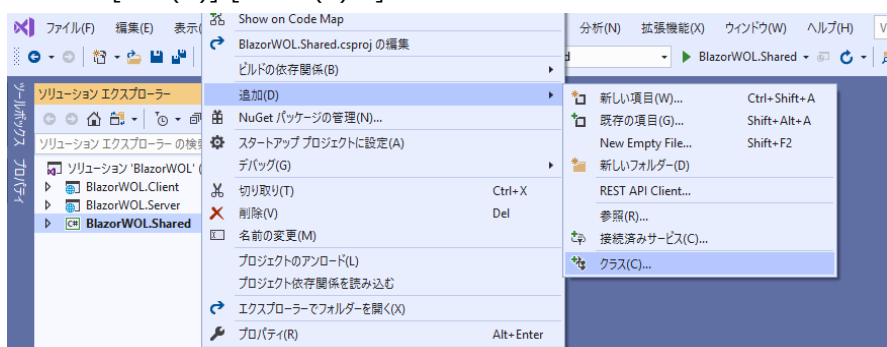 Show on Code Map
ファイル(F) 編集(E) 表示(
分析(N) 拡張機能(X) ウィンドウ(W) ヘルプ(H)
BlazorWOL.Shared.csproj の編集
ビルドの依存関係(B)
BlazorWOL.Shared
ツールボックス
プロパティ
ソリューション エクスプローラー
ソリューション エクスプローラー の検索
ソリューション 'BlazorWOL' (
BlazorWOL.Client
BlazorWOL.Server
BlazorWOL.Shared
追加(D)
NuGet パッケージの管理(N)...
スタートアップ プロジェクトに設定(A)
デバッグ(G)
切り取り(T) Ctrl+X
削除(V) Del
名前の変更(M)
プロジェクトのアンロード(L)
プロジェクト依存関係を読み込む
エクスプローラーでフォルダーを開く(X)
プロパティ(R) Alt+Enter
新しい項目(W)... Ctrl+Shift+A
既存の項目(G)... Shift+Alt+A
New Empty File... Shift+F2
新しいフォルダー(D)
REST API Client...
参照(R)...
接続済みサービス(C)...
クラス(C)...